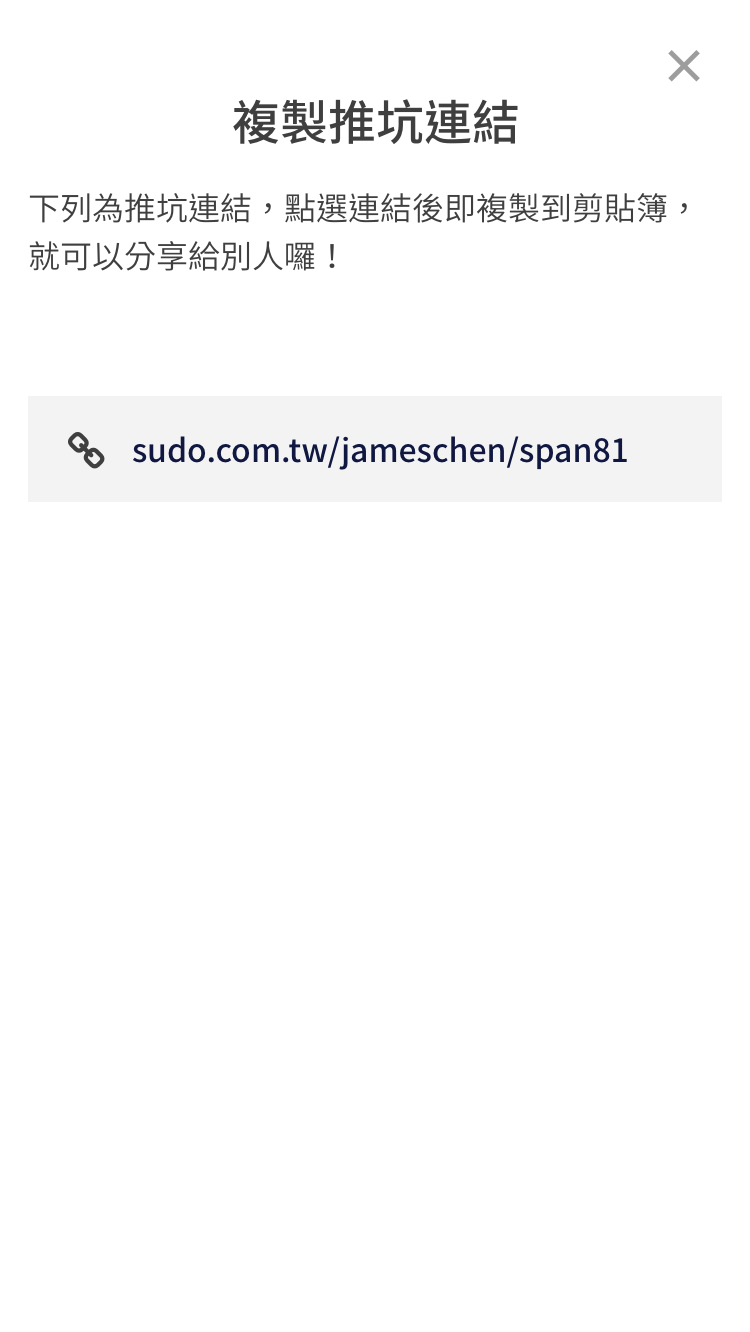 複製推坑連結
下列為推坑連結，點選連結後即複製到剪貼簿，
就可以分享給別人囉！
sudo.com.tw/jameschen/span81